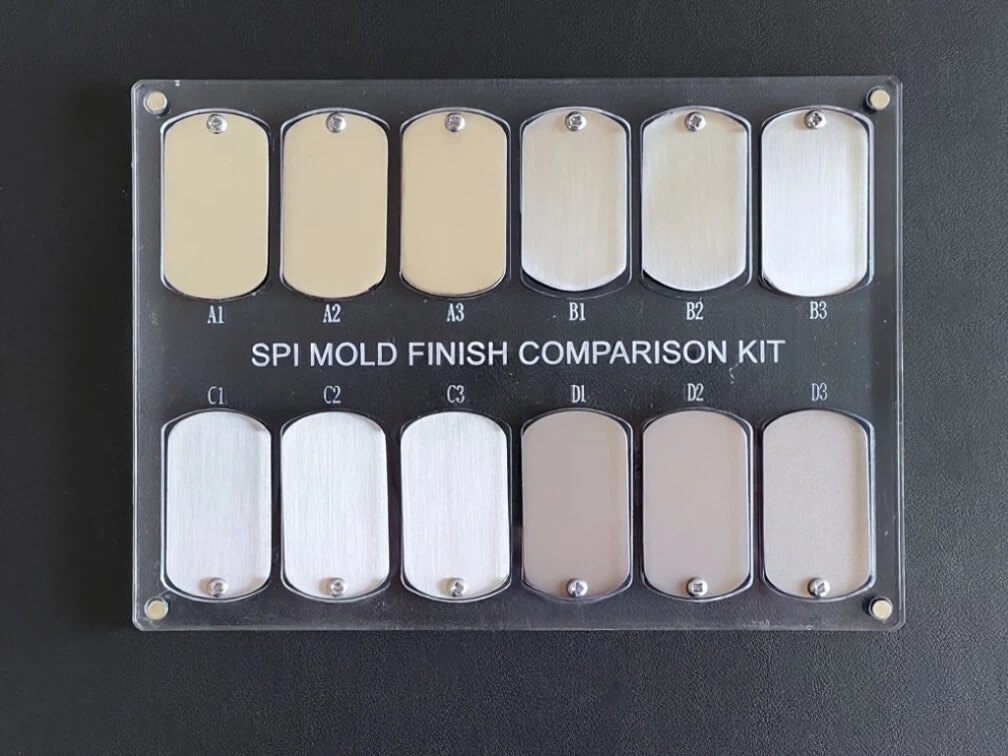 A1 A2 A3 B1 B2 B3
SPI MOLD FINISH COMPARISON KIT
C1 C2 C3 D1 D2 D3